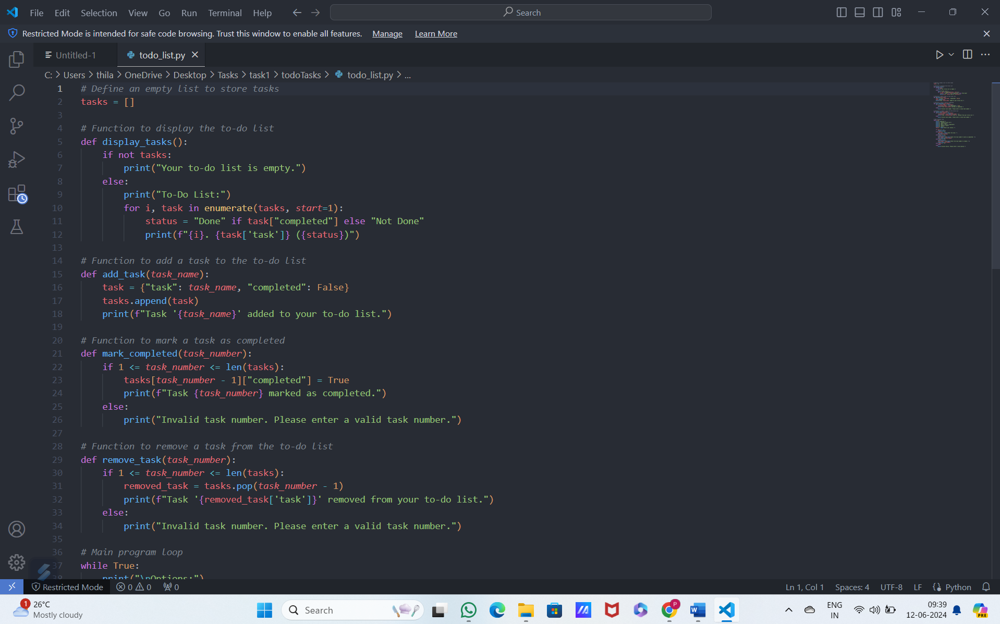 File Edit Selection View Go Run Terminal Help Search
Restricted Mode is intended for safe code browsing. Trust this window to enable all features. Manage Learn More
Untitled-1 todo_list.py
C: > Users > thila > OneDrive > Desktop > Tasks > task1 > todoTasks > todo_list.py > ...
1 # Define an empty list to store tasks
2 tasks = []
3
4 # Function to display the to-do list
5 def display_tasks():
6     if not tasks:
7         print("Your to-do list is empty.")
8     else:
9         print("To-Do List:")
10         for i, task in enumerate(tasks, start=1):
11             status = "Done" if task["completed"] else "Not Done"
12             print(f"{i}. {task['task']} ({status})")
13
14 # Function to add a task to the to-do list
15 def add_task(task_name):
16     task = {"task": task_name, "completed": False}
17     tasks.append(task)
18     print(f"Task '{task_name}' added to your to-do list.")
19
20 # Function to mark a task as completed
21 def mark_completed(task_number):
22     if 1 <= task_number <= len(tasks):
23         tasks[task_number - 1]["completed"] = True
24         print(f"Task {task_number} marked as completed.")
25     else:
26         print("Invalid task number. Please enter a valid task number.")
27
28 # Function to remove a task from the to-do list
29 def remove_task(task_number):
30     if 1 <= task_number <= len(tasks):
31         removed_task = tasks.pop(task_number - 1)
32         print(f"Task '{removed_task['task']}' removed from your to-do list.")
33     else:
34         print("Invalid task number. Please enter a valid task number.")
35
36 # Main program loop
37 while True:
38     print("\nOptions:")
Restricted Mode 0 0 0 Ln 1, Col 1 Spaces: 4 UTF-8 LF Python
1 26°C
Mostly cloudy
Search
P
ENG
IN
09:39
12-06-2024
PRE